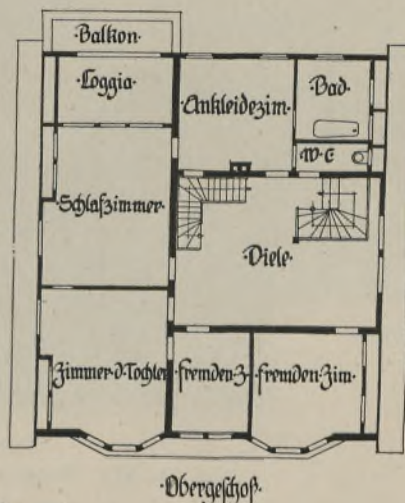 ·Balkon·
·Loggia·
·Ankleidezim·
·Bad·
·W·C·
·Schlafzimmer·
·Diele·
·Zimmer·d·Tochter
·Fremden·Z·
·Fremden·Zim·
·Obergeschoß·